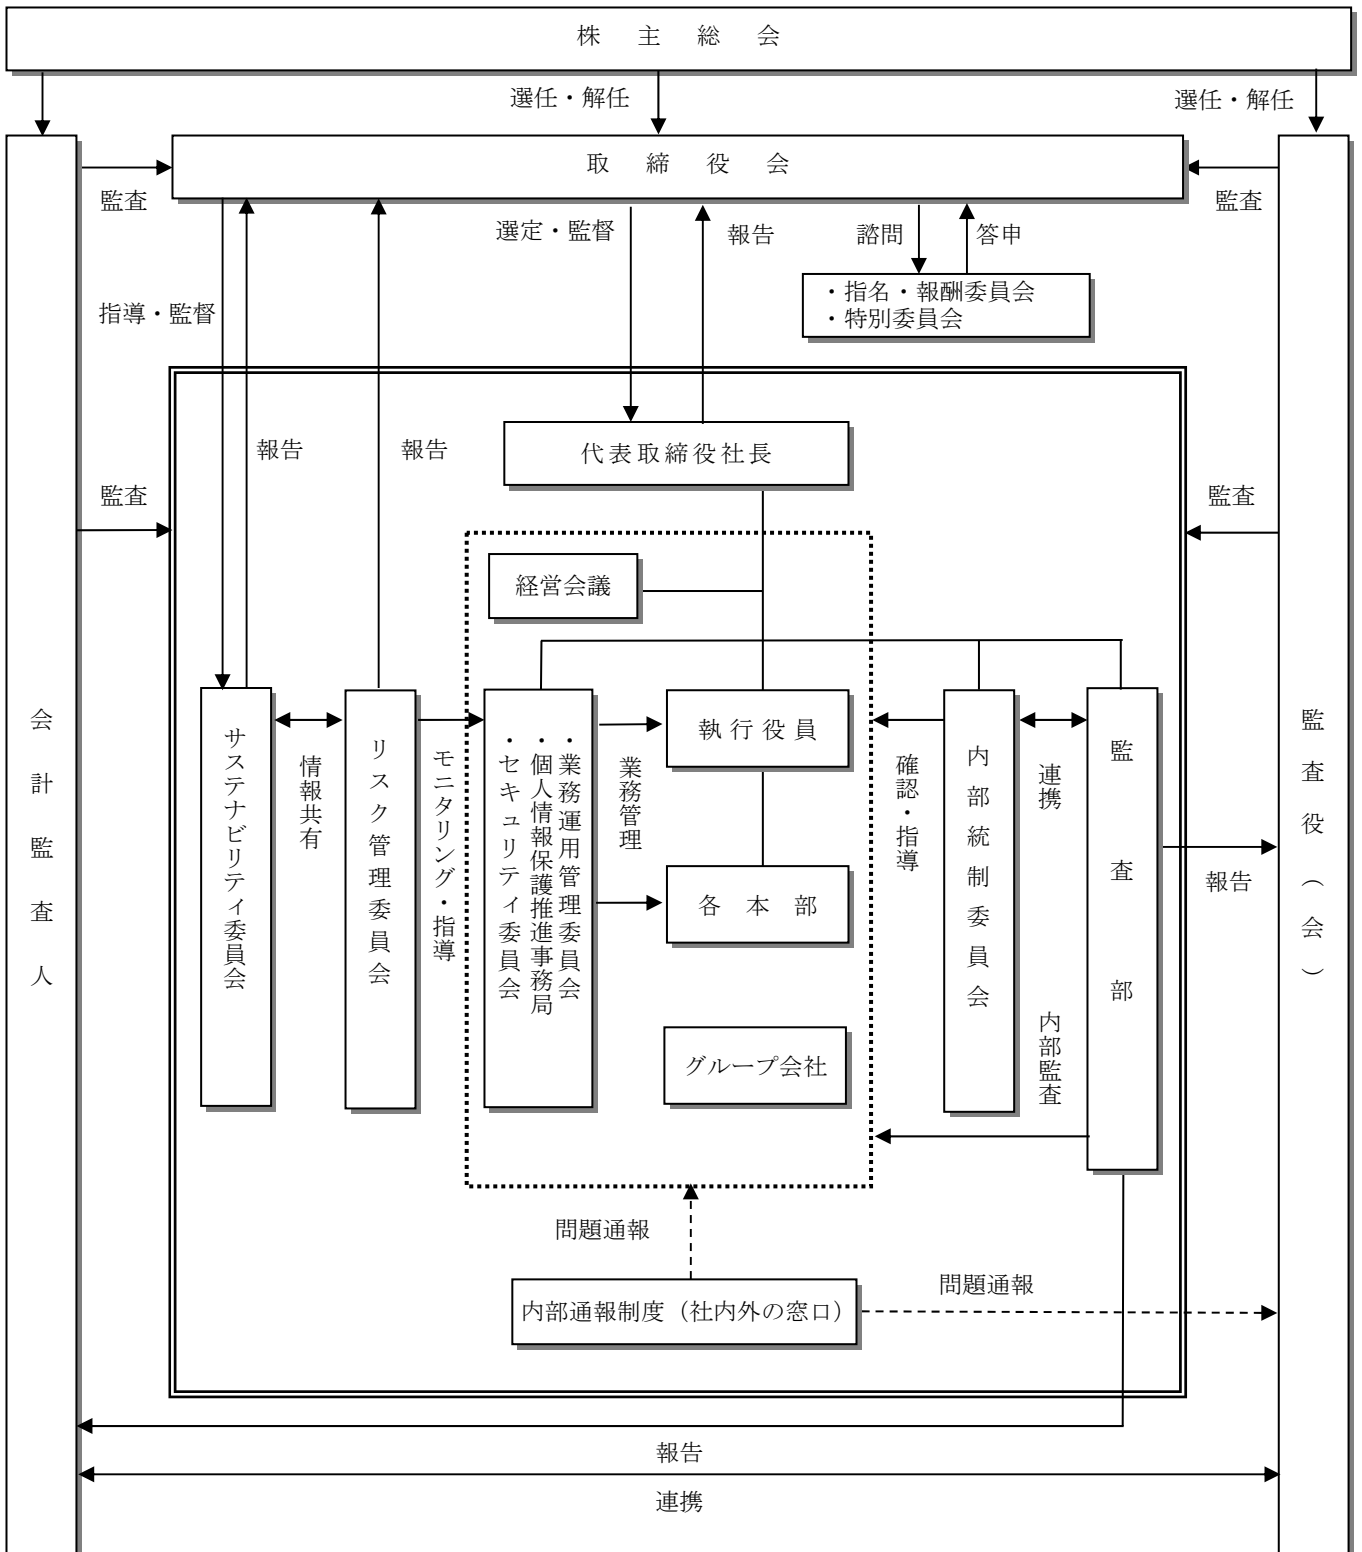 株主総会
選任・解任
選任・解任
取締役会
監査
監査
選定・監督
報告
諮問
答申
・指名・報酬委員会
・特別委員会
指導・監督
報告
報告
代表取締役社長
監査
監査
経営会議
会計監査人
サステナビリティ委員会
情報共有
リスク管理委員会
モニタリング・指導
・業務運用管理委員会
・個人情報保護推進事務局
・セキュリティ委員会
業務管理
執行役員
各本部
グループ会社
確認・指導
内部統制委員会
連携
内部監査
監査部
報告
監査役（会）
問題通報
内部通報制度（社内外の窓口）
問題通報
報告
連携